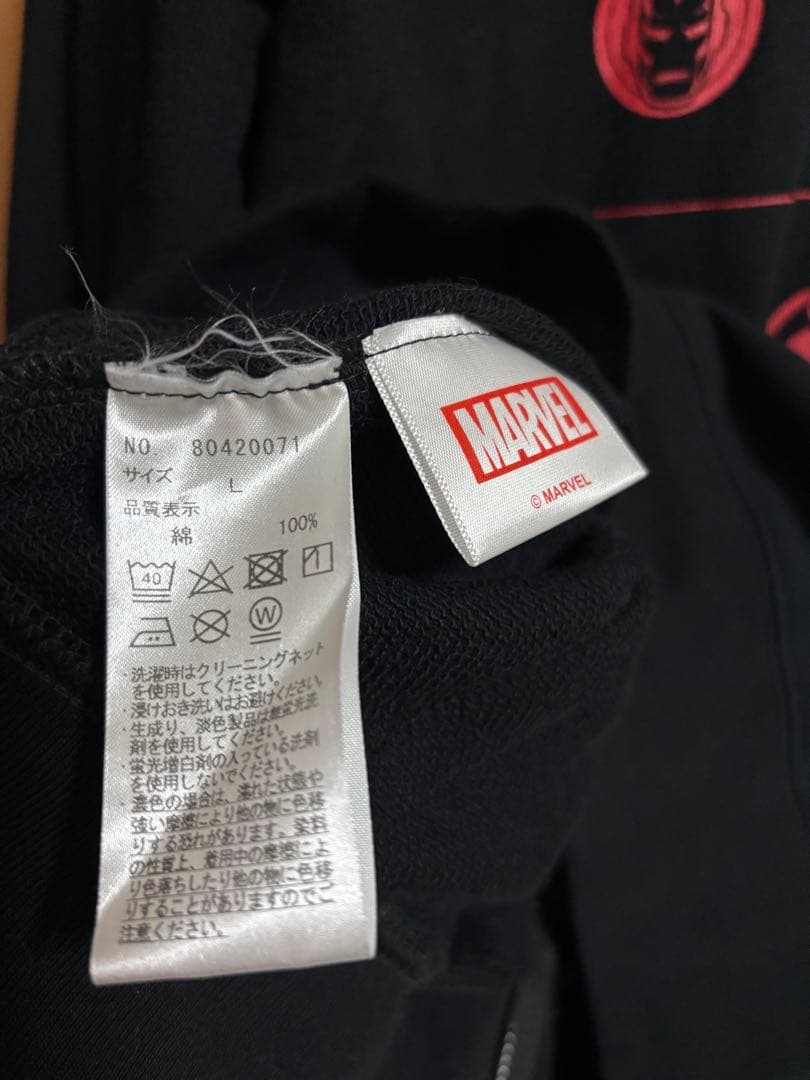 NO. 80420071
サイズ
L
品質表示
綿 100%
40
W
・洗濯時はクリーニングネット
を使用してください。
・浸けおき洗いはお避けください。
・生成り、淡色製品は無蛍光洗
剤を使用してください。
・蛍光増白剤の入っている洗剤
を使用しないでください。
・濃色の場合は、濡れた状態や
強い摩擦により他の物に色移
りする恐れがあります。染料
の性質上、着用中の摩擦によ
り色落ちしたり他の物に色移
りすることがありますのでご
注意ください。
MARVEL
© MARVEL